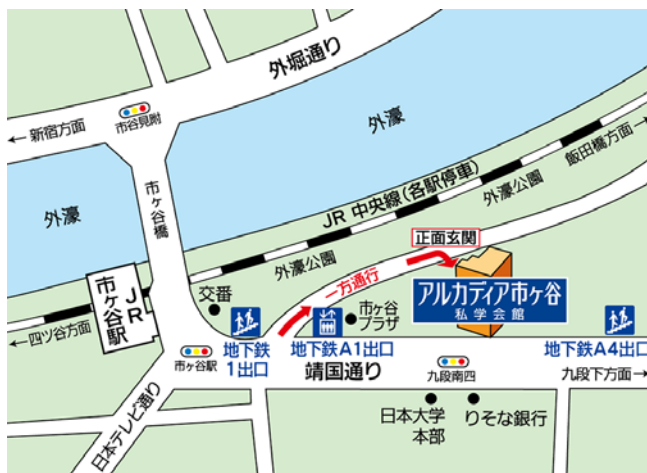 外堀通り
←新宿方面
市谷見附
外濠
飯田橋方面→
JR 中央線(各駅停車)
外濠公園
外濠
市ヶ谷橋
正面玄関
外濠公園
一方通行
アルカディア市ヶ谷
私学会館
JR
市ヶ谷駅
交番
市ヶ谷
プラザ
←四ツ谷方面
地下鉄
1出口
地下鉄A1出口
地下鉄A4出口
市ヶ谷駅
靖国通り
九段南四
九段下方面→
日本テレビ通り
日本大学
本部
りそな銀行